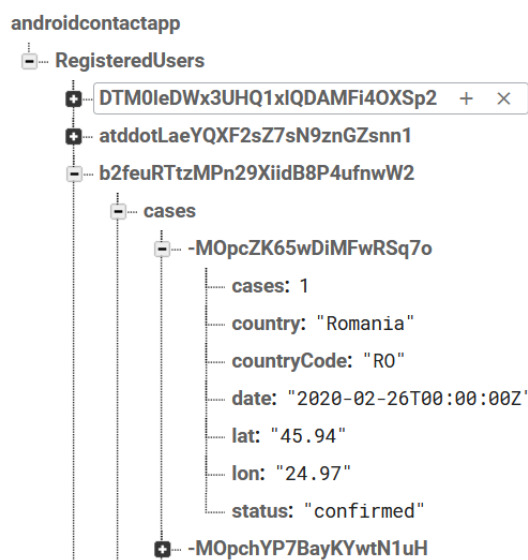 androidcontactapp
RegisteredUsers
DTM0leDWx3UHQ1xlQDAMFi4OXSp2 + ×
atddotLaeYQXF2sZ7sN9znGZsnn1
b2feuRTtzMPn29XiidB8P4ufnwW2
cases
-MOpcZK65wDiMFwRSq7o
cases: 1
country: "Romania"
countryCode: "RO"
date: "2020-02-26T00:00:00Z'
lat: "45.94"
lon: "24.97"
status: "confirmed"
-MOpchYP7BayKYwtN1uH